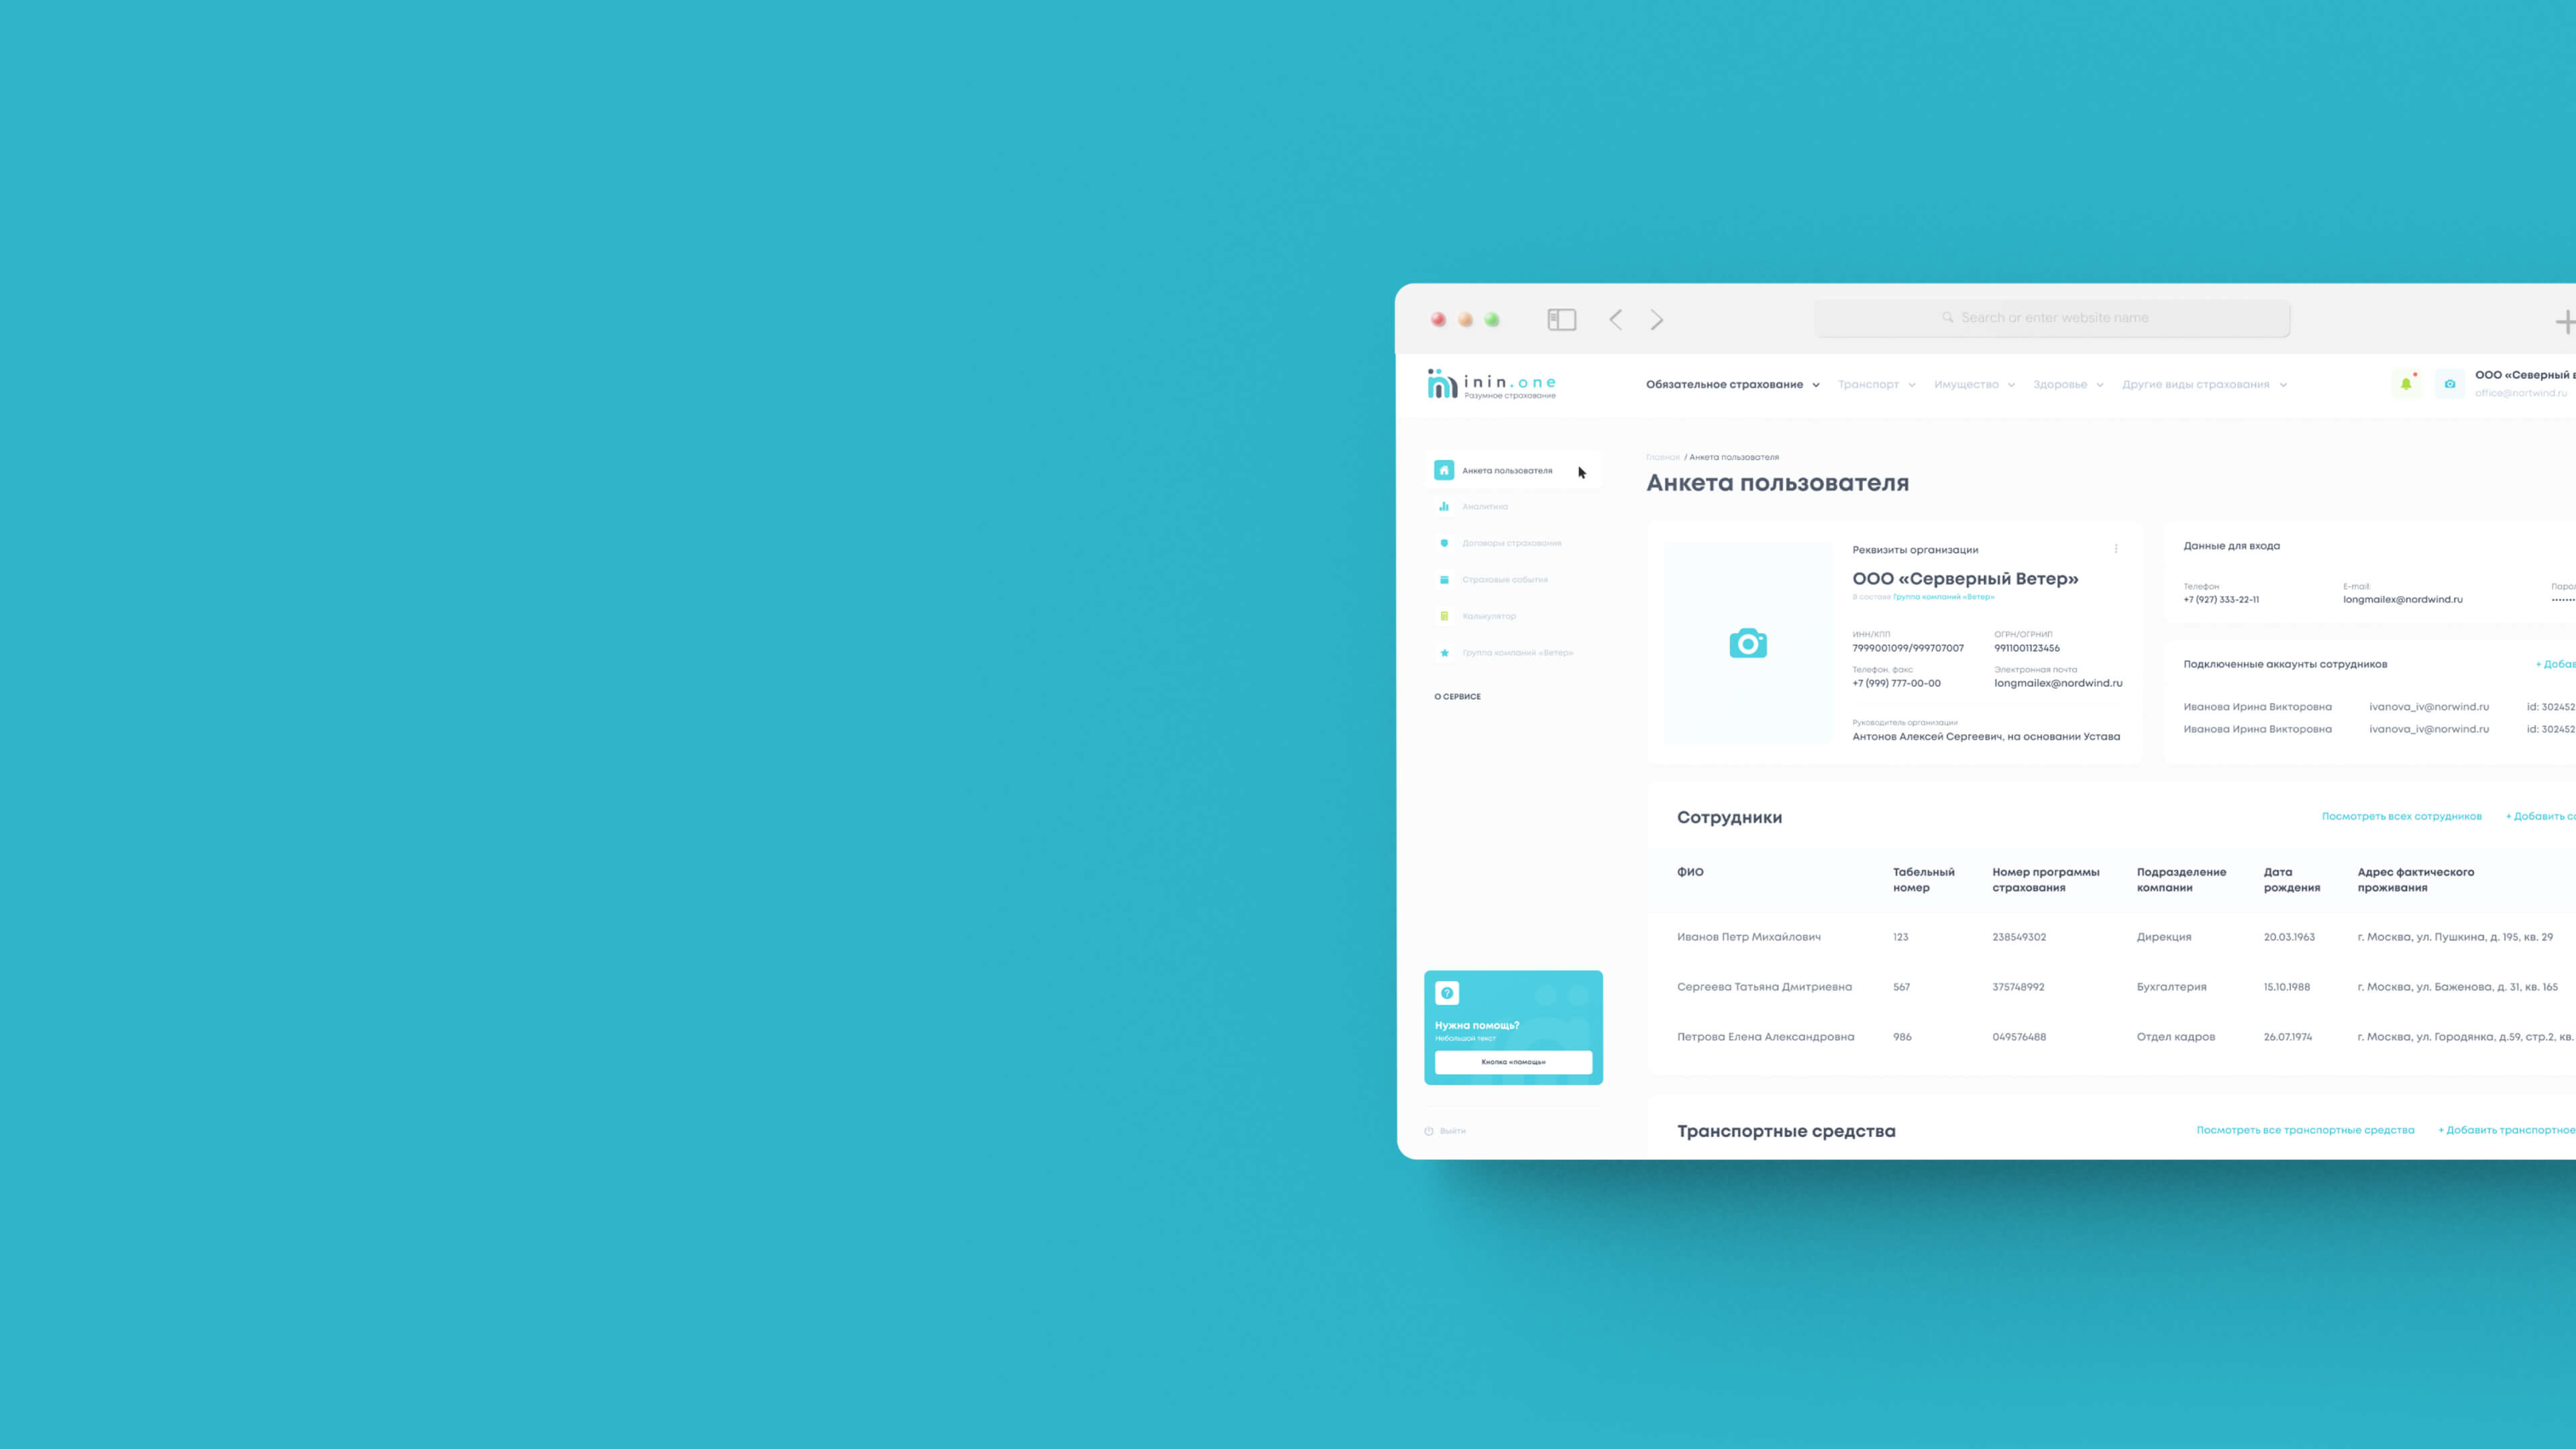 Search or enter website name
inin.one
Разумное страхование
Обязательное страхование
Транспорт
Имущество
Здоровье
Другие виды страхования
ООО «Северный
office@nortwind.ru
Анкета пользователя
Аналитика
Договоры страхования
Страховые события
Калькулятор
Группа компаний «Ветер»
О СЕРВИСЕ
Нужна помощь?
Небольшой текст
Кнопка «помощь»
Выйти
Главная / Анкета пользователя
Анкета пользователя
Реквизиты организации
ООО «Серверный Ветер»
В составе Группа компаний «Ветер»
ИНН/КПП
7999001099/999707007
ОГРН/ОГРНИП
9911001123456
Телефон, факс
+7 (999) 777-00-00
Электронная почта
longmailex@nordwind.ru
Руководитель организации
Антонов Алексей Сергеевич, на основании Устава
Данные для входа
Телефон
+7 (927) 333-22-11
E-mail
longmailex@nordwind.ru
Подключенные аккаунты сотрудников
Иванова Ирина Викторовна ivanova_iv@norwind.ru id: 302452
Иванова Ирина Викторовна ivanova_iv@norwind.ru id: 302452
Сотрудники
Посмотреть всех сотрудников
+ Добавить
ФИО
Табельный номер
Номер программы страхования
Подразделение компании
Дата рождения
Адрес фактического проживания
Иванов Петр Михайлович 123 238549302 Дирекция 20.03.1963 г. Москва, ул. Пушкина, д. 195, кв. 29
Сергеева Татьяна Дмитриевна 567 375748992 Бухгалтерия 15.10.1988 г. Москва, ул. Баженова, д. 31, кв. 165
Петрова Елена Александровна 986 049576488 Отдел кадров 26.07.1974 г. Москва, ул. Городянка, д.59, стр.2, кв.
Транспортные средства
Посмотреть все транспортные средства
+ Добавить транспортное